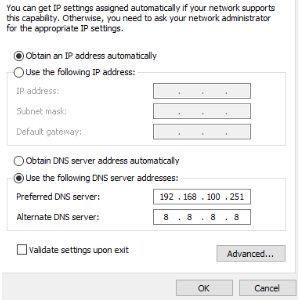 You can get IP settings assigned automatically if your network supports
this capability. Otherwise, you need to ask your network administrator
for the appropriate IP settings.
Obtain an IP address automatically
Use the following IP address:
IP address:
. . .
Subnet mask:
. . .
Default gateway:
. . .
Obtain DNS server address automatically
Use the following DNS server addresses:
Preferred DNS server: 192 . 168 . 100 . 251
Alternate DNS server: 8 . 8 . 8 . 8
Validate settings upon exit
Advanced...
OK Cancel